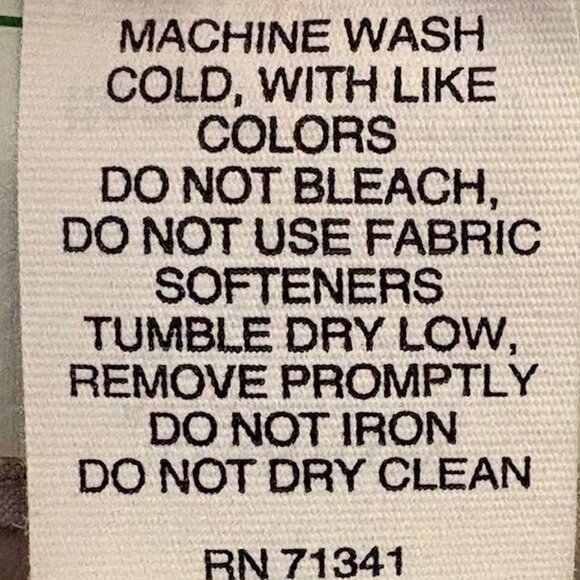 MACHINE WASH
COLD, WITH LIKE
COLORS
DO NOT BLEACH,
DO NOT USE FABRIC
SOFTENERS
TUMBLE DRY LOW,
REMOVE PROMPTLY
DO NOT IRON
DO NOT DRY CLEAN
RN 71341